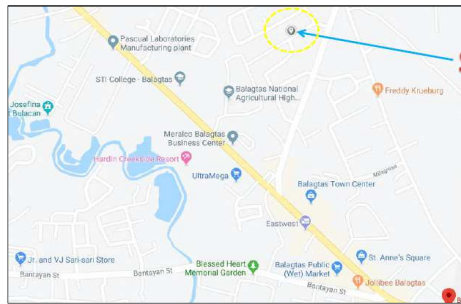 Pascual Laboratories
Manufacturing plant
STI College - Balagtas
Balagtas National
Agricultural High...
Freddy Krueburg
Josefina
f Bulacan
Meralco Balagtas
Business Center
Hardin Creekside Resort
UltraMega
Milagrosa
Balagtas Town Center
Eastwest
Jr. and VJ Sari-sari Store
Blessed Heart
Memorial Garden
Balagtas Public
(Wet) Market
St. Anne's Square
Bantayan St
Bantayan St
Bantayan St
Jollibee Balagtas